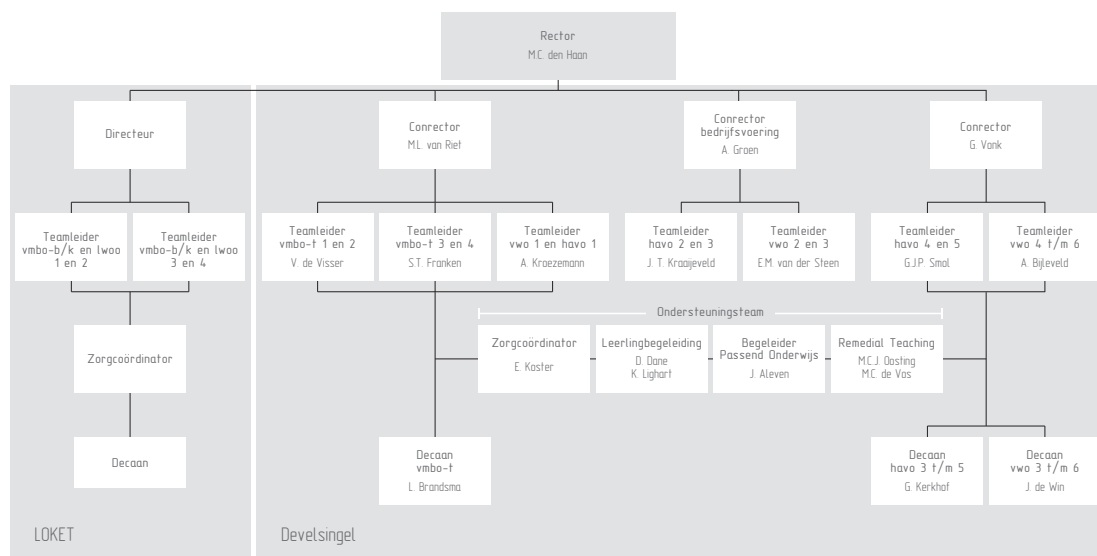 Rector
M.C. den Haan
Directeur
Conrector
M.L. van Riet
Conrector
bedrijfsvoering
A. Groen
Conrector
G. Vonk
Teamleider
vmbo-b/k en lwoo
1 en 2
Teamleider
vmbo-b/k en lwoo
3 en 4
Teamleider
vmbo-t 1 en 2
V. de Visser
Teamleider
vmbo-t 3 en 4
S.T. Franken
Teamleider
vwo 1 en havo 1
A. Kroezemann
Teamleider
havo 2 en 3
J. T. Kraaijeveld
Teamleider
vwo 2 en 3
E.M. van der Steen
Teamleider
havo 4 en 5
G.J.P. Smol
Teamleider
vwo 4 t/m 6
A. Bijleveld
Ondersteuningsteam
Zorgcoördinator
Zorgcoördinator
E. Koster
Leerlingbegeleiding
D. Dane
K. Lighart
Begeleider
Passend Onderwijs
J. Aleven
Remedial Teaching
M.C.J. Oosting
M.C. de Vos
Decaan
Decaan
vmbo-t
L. Brandsma
Decaan
havo 3 t/m 5
G. Kerkhof
Decaan
vwo 3 t/m 6
J. de Win
LOKET
Develsingel